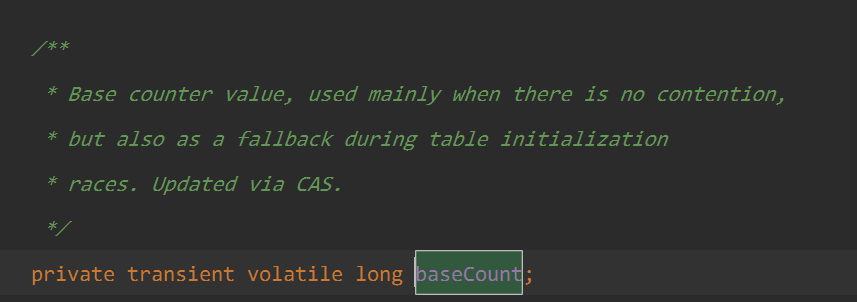 /**
* Base counter value, used mainly when there is no contention,
* but also as a fallback during table initialization
* races. Updated via CAS.
*/
private transient volatile long baseCount;